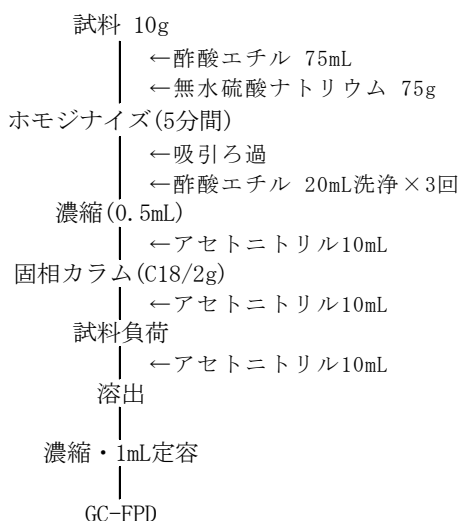 試料 10g
←酢酸エチル 75mL
←無水硫酸ナトリウム 75g
ホモジナイズ(5分間)
←吸引ろ過
←酢酸エチル 20mL洗浄×3回
濃縮(0.5mL)
←アセトニトリル10mL
固相カラム(C18/2g)
←アセトニトリル10mL
試料負荷
←アセトニトリル10mL
溶出
濃縮・1mL定容
GC-FPD